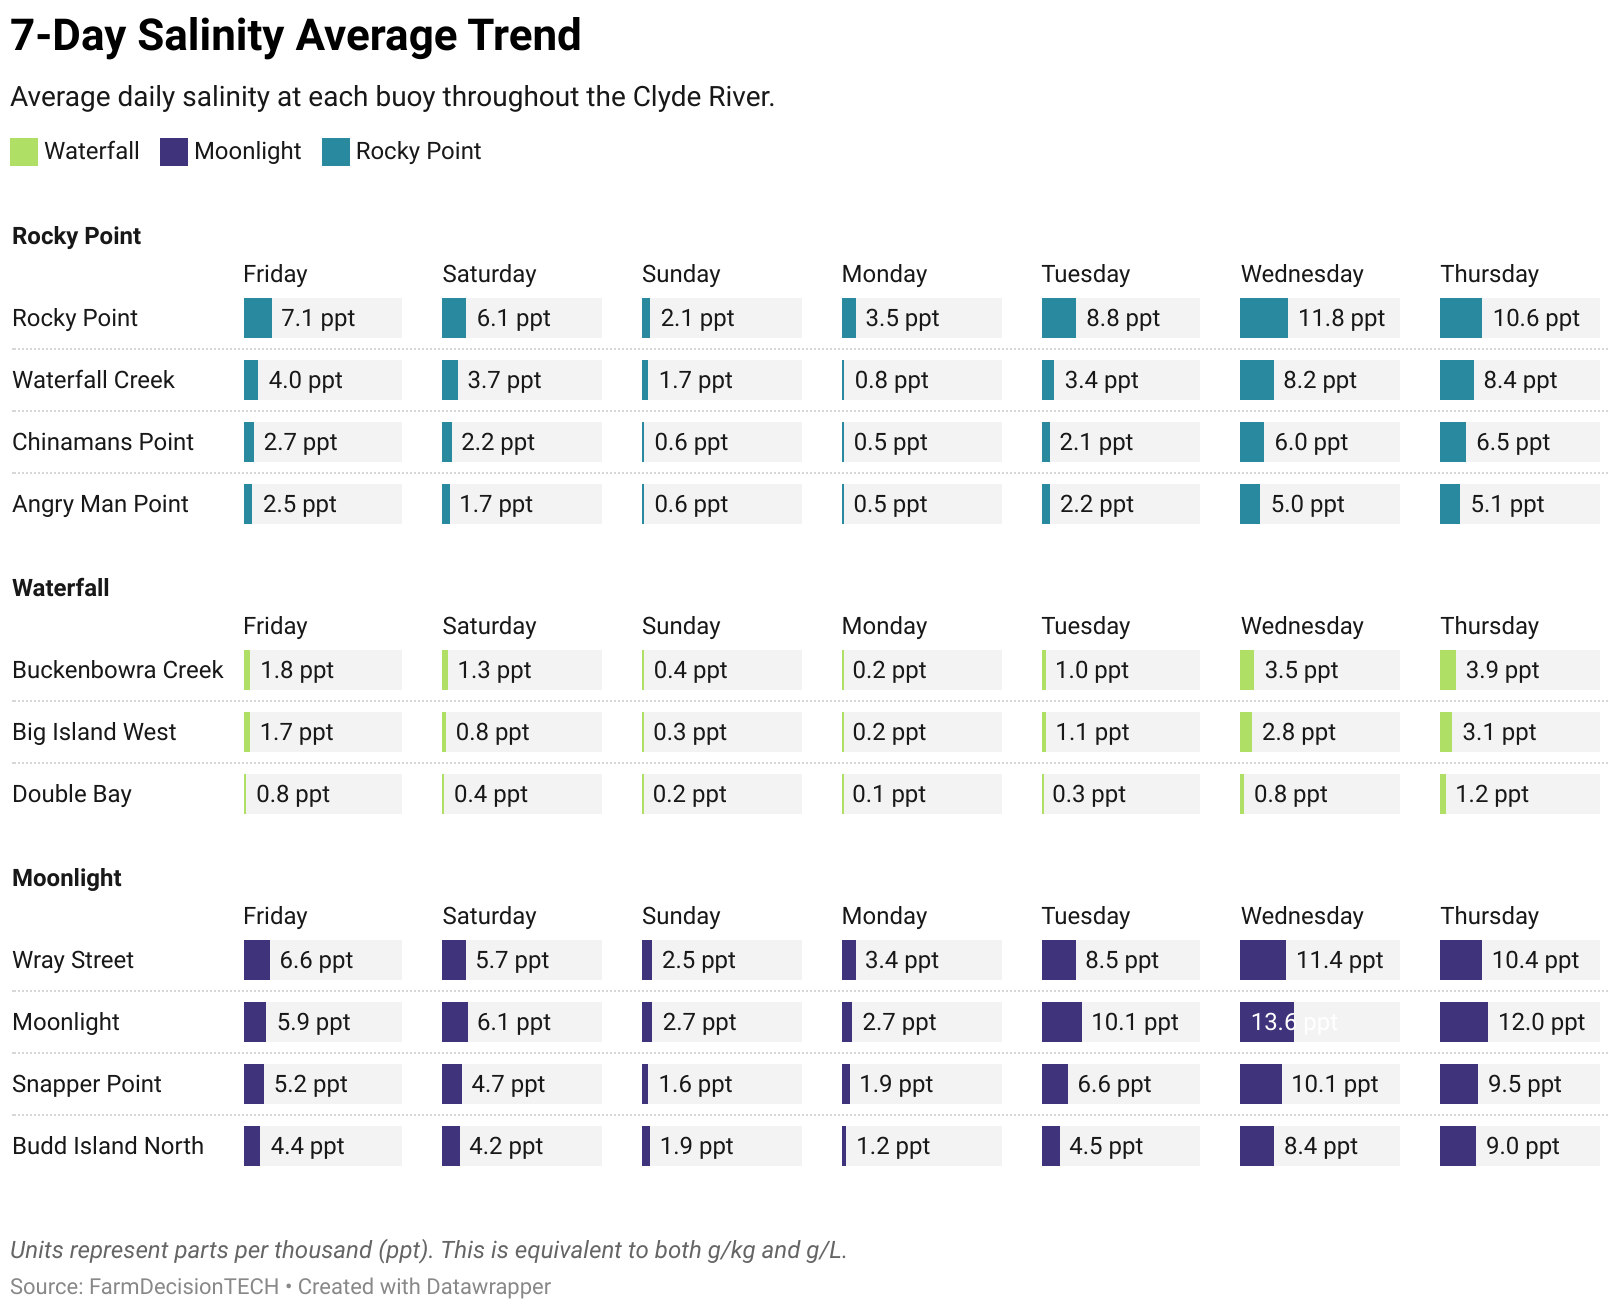 7-Day Salinity Average Trend
Average daily salinity at each buoy throughout the Clyde River.
Waterfall Moonlight Rocky Point
Rocky Point
Friday Saturday Sunday Monday Tuesday Wednesday Thursday
Rocky Point 7.1 ppt 6.1 ppt 2.1 ppt 3.5 ppt 8.8 ppt 11.8 ppt 10.6 ppt
Waterfall Creek 4.0 ppt 3.7 ppt 1.7 ppt 0.8 ppt 3.4 ppt 8.2 ppt 8.4 ppt
Chinamans Point 2.7 ppt 2.2 ppt 0.6 ppt 0.5 ppt 2.1 ppt 6.0 ppt 6.5 ppt
Angry Man Point 2.5 ppt 1.7 ppt 0.6 ppt 0.5 ppt 2.2 ppt 5.0 ppt 5.1 ppt
Waterfall
Friday Saturday Sunday Monday Tuesday Wednesday Thursday
Buckenbowra Creek 1.8 ppt 1.3 ppt 0.4 ppt 0.2 ppt 1.0 ppt 3.5 ppt 3.9 ppt
Big Island West 1.7 ppt 0.8 ppt 0.3 ppt 0.2 ppt 1.1 ppt 2.8 ppt 3.1 ppt
Double Bay 0.8 ppt 0.4 ppt 0.2 ppt 0.1 ppt 0.3 ppt 0.8 ppt 1.2 ppt
Moonlight
Friday Saturday Sunday Monday Tuesday Wednesday Thursday
Wray Street 6.6 ppt 5.7 ppt 2.5 ppt 3.4 ppt 8.5 ppt 11.4 ppt 10.4 ppt
Moonlight 5.9 ppt 6.1 ppt 2.7 ppt 2.7 ppt 10.1 ppt 13.6 ppt 12.0 ppt
Snapper Point 5.2 ppt 4.7 ppt 1.6 ppt 1.9 ppt 6.6 ppt 10.1 ppt 9.5 ppt
Budd Island North 4.4 ppt 4.2 ppt 1.9 ppt 1.2 ppt 4.5 ppt 8.4 ppt 9.0 ppt
Units represent parts per thousand (ppt). This is equivalent to both g/kg and g/L.
Source: FarmDecisionTECH • Created with Datawrapper